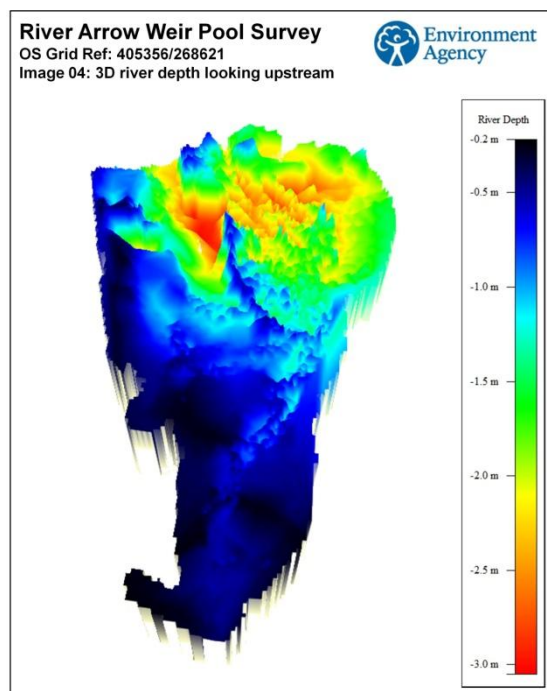 River Arrow Weir Pool Survey
OS Grid Ref: 405356/268621
Image 04: 3D river depth looking upstream
Environment
Agency
River Depth
-0.2 m
-0.5 m
-1.0 m
-1.5 m
-2.0 m
-2.5 m
-3.0 m